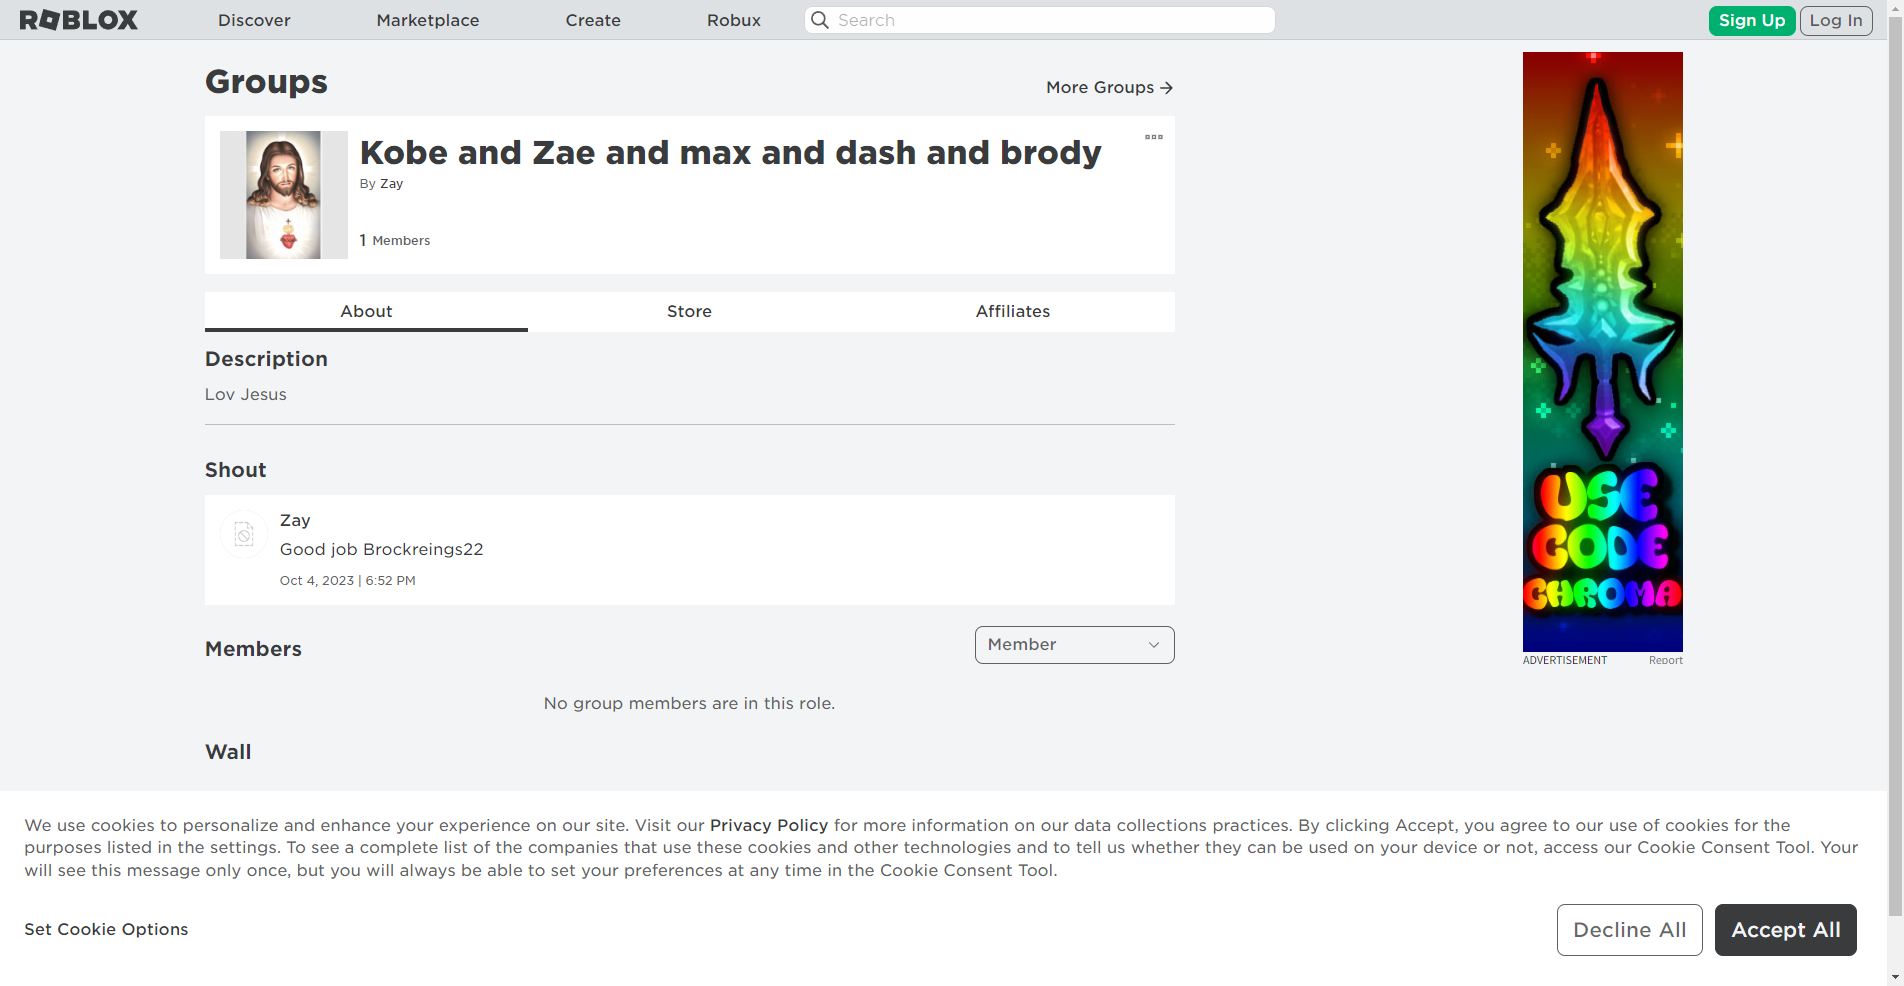 ROBLOX Discover Marketplace Create Robux Search Sign Up Log In
Groups
More Groups
Kobe and Zae and max and dash and brody
By Zay
1 Members
About Store Affiliates
Description
Lov Jesus
Shout
Zay
Good job Brockreings22
Oct 4, 2023 | 6:52 PM
Members
Member
No group members are in this role.
Wall
USE
CODE
CHROMA
ADVERTISEMENT Report
We use cookies to personalize and enhance your experience on our site. Visit our Privacy Policy for more information on our data collections practices. By clicking Accept, you agree to our use of cookies for the
purposes listed in the settings. To see a complete list of the companies that use these cookies and other technologies and to tell us whether they can be used on your device or not, access our Cookie Consent Tool. Your
will see this message only once, but you will always be able to set your preferences at any time in the Cookie Consent Tool.
Set Cookie Options
Decline All Accept All